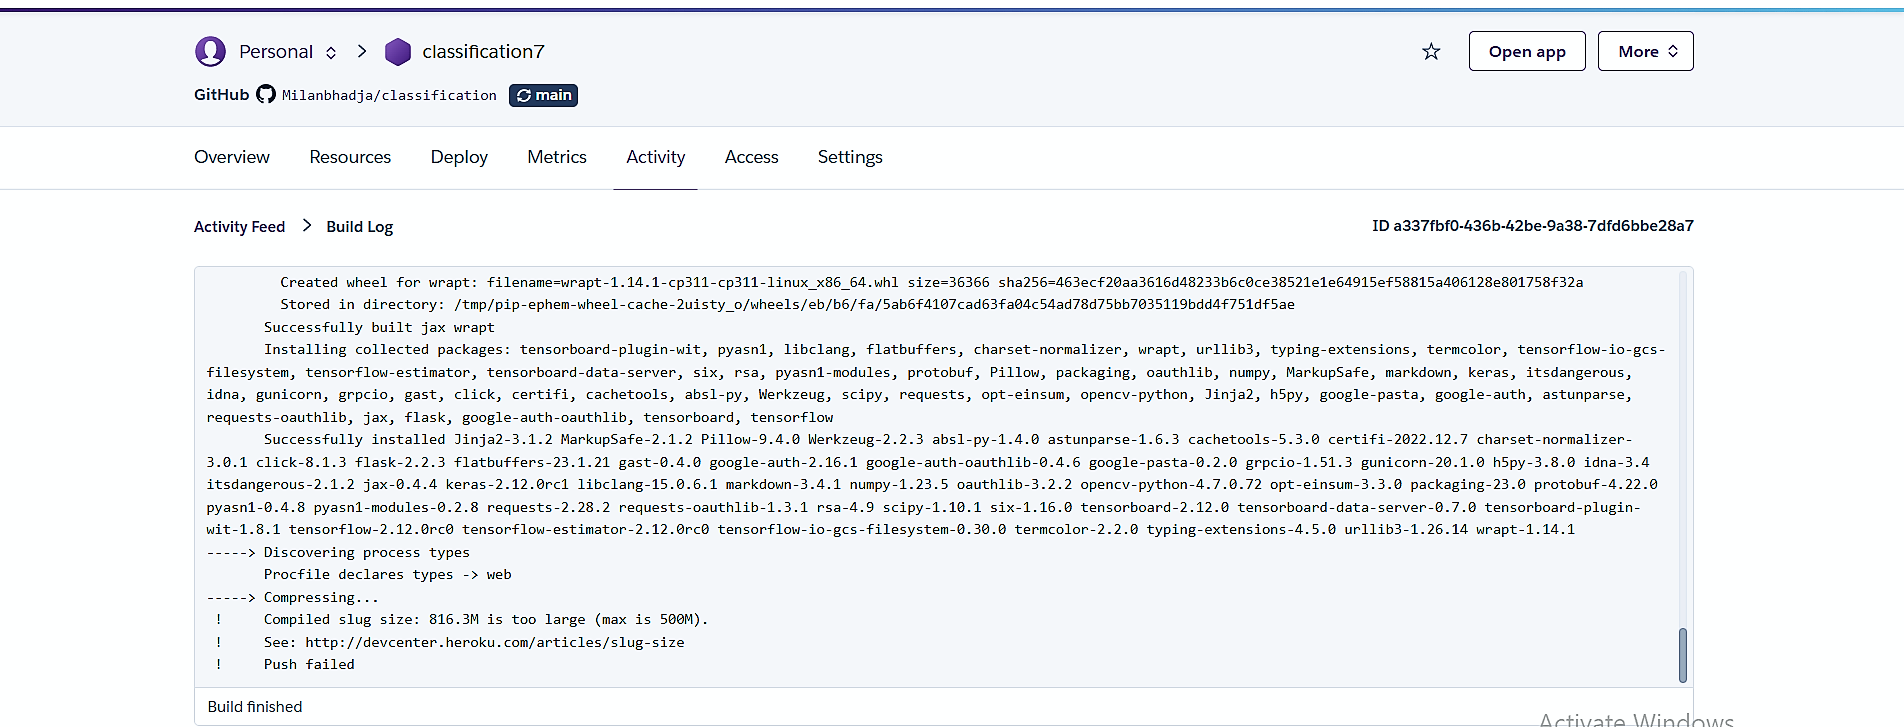 Personal classification7 Open app More
GitHub Milanbhadja/classification main
Overview Resources Deploy Metrics Activity Access Settings
Activity Feed > Build Log ID a337fbf0-436b-42be-9a38-7dfd6bbe28a7
Created wheel for wrapt: filename=wrapt-1.14.1-cp311-cp311-linux_x86_64.whl size=36366 sha256=463ecf20aa3616d48233b6c0ce38521e1e64915ef58815a406128e801758f32a
Stored in directory: /tmp/pip-ephem-wheel-cache-2uisty_o/wheels/eb/b6/fa/5ab6f4107cad63fa04c54ad78d75bb7035119bdd4f751df5ae
Successfully built jax wrapt
Installing collected packages: tensorboard-plugin-wit, pyasn1, libclang, flatbuffers, charset-normalizer, wrapt, urllib3, typing-extensions, termcolor, tensorflow-io-gcs-
filesystem, tensorflow-estimator, tensorboard-data-server, six, rsa, pyasn1-modules, protobuf, Pillow, packaging, oauthlib, numpy, MarkupSafe, markdown, keras, itsdangerous,
idna, gunicorn, grpcio, gast, click, certifi, cachetools, absl-py, Werkzeug, scipy, requests, opt-einsum, opencv-python, Jinja2, h5py, google-pasta, google-auth, astunparse,
requests-oauthlib, jax, flask, google-auth-oauthlib, tensorboard, tensorflow
Successfully installed Jinja2-3.1.2 MarkupSafe-2.1.2 Pillow-9.4.0 Werkzeug-2.2.3 absl-py-1.4.0 astunparse-1.6.3 cachetools-5.3.0 certifi-2022.12.7 charset-normalizer-
3.0.1 click-8.1.3 flask-2.2.3 flatbuffers-23.1.21 gast-0.4.0 google-auth-2.16.1 google-auth-oauthlib-0.4.6 google-pasta-0.2.0 grpcio-1.51.3 gunicorn-20.1.0 h5py-3.8.0 idna-3.4
itsdangerous-2.1.2 jax-0.4.4 keras-2.12.0rc1 libclang-15.0.6.1 markdown-3.4.1 numpy-1.23.5 oauthlib-3.2.2 opencv-python-4.7.0.72 opt-einsum-3.3.0 packaging-23.0 protobuf-4.22.0
pyasn1-0.4.8 pyasn1-modules-0.2.8 requests-2.28.2 requests-oauthlib-1.3.1 rsa-4.9 scipy-1.10.1 six-1.16.0 tensorboard-2.12.0 tensorboard-data-server-0.7.0 tensorboard-plugin-
wit-1.8.1 tensorflow-2.12.0rc0 tensorflow-estimator-2.12.0rc0 tensorflow-io-gcs-filesystem-0.30.0 termcolor-2.2.0 typing-extensions-4.5.0 urllib3-1.26.14 wrapt-1.14.1
-----> Discovering process types
Procfile declares types -> web
-----> Compressing...
! Compiled slug size: 816.3M is too large (max is 500M).
! See: http://devcenter.heroku.com/articles/slug-size
! Push failed
Build finished
Activate Windows